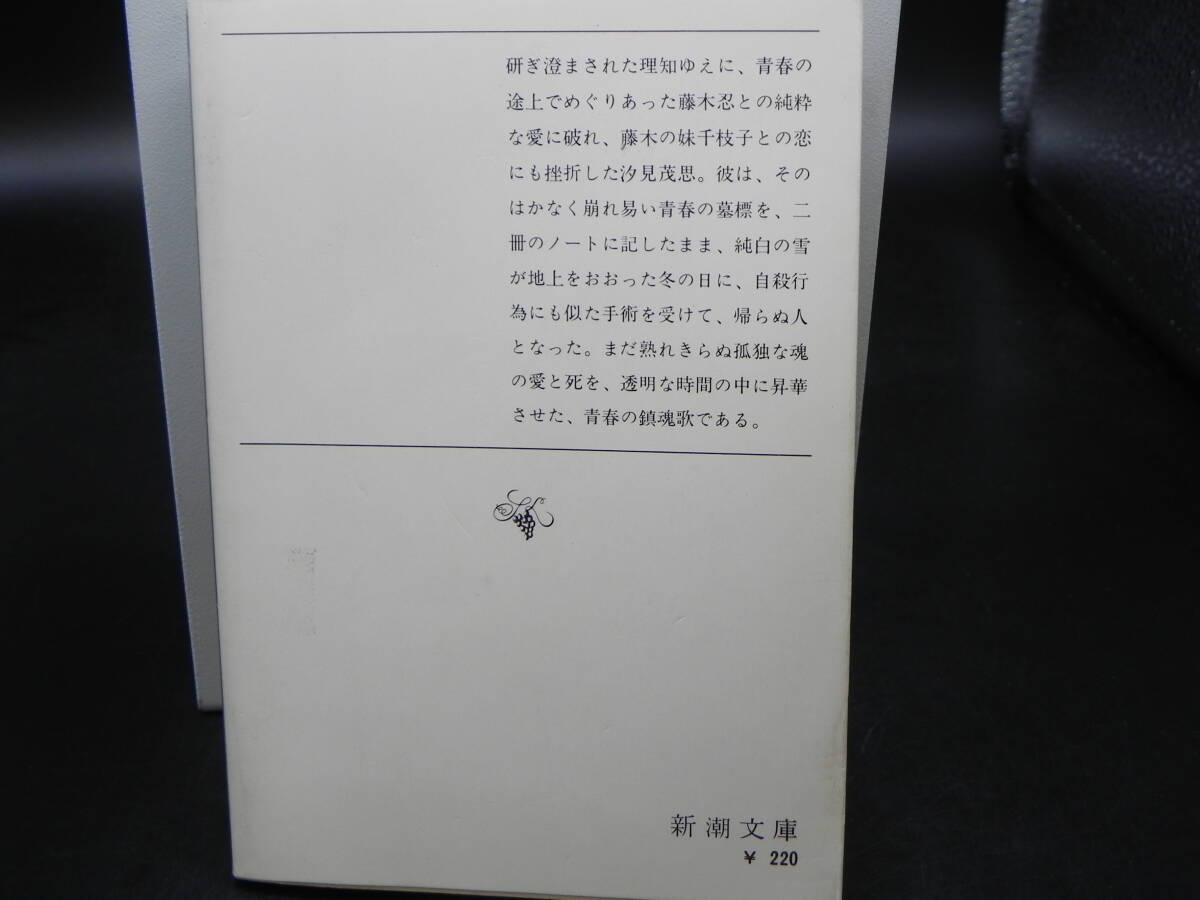 研ぎ澄まされた理知ゆえに、青春の
途上でめぐりあった藤木忍との純粋
な愛に破れ、藤木の妹千枝子との恋
にも挫折した汐見茂思。彼は、その
はかなく崩れ易い青春の墓標を、二
冊のノートに記したまま、純白の雪
が地上をおおった冬の日に、自殺行
為にも似た手術を受けて、帰らぬ人
となった。まだ熟れきらぬ孤独な魂
の愛と死を、透明な時間の中に昇華
させた、青春の鎮魂歌である。
新潮文庫
¥ 220